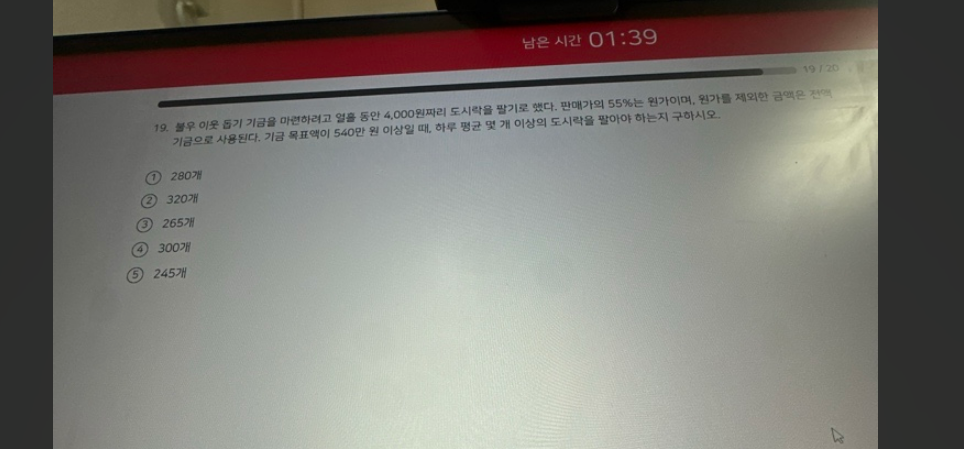 남은 시간 01:39
19 / 20
19. 불우 이웃 돕기 기금을 마련하려고 열흘 동안 4,000원짜리 도시락을 팔기로 했다. 판매가의 55%는 원가이며, 원가를 제외한 금액은 전액
기금으로 사용된다. 기금 목표액이 540만 원 이상일 때, 하루 평균 몇 개 이상의 도시락을 팔아야 하는지 구하시오.
① 280개
② 320개
③ 265개
④ 300개
⑤ 245개